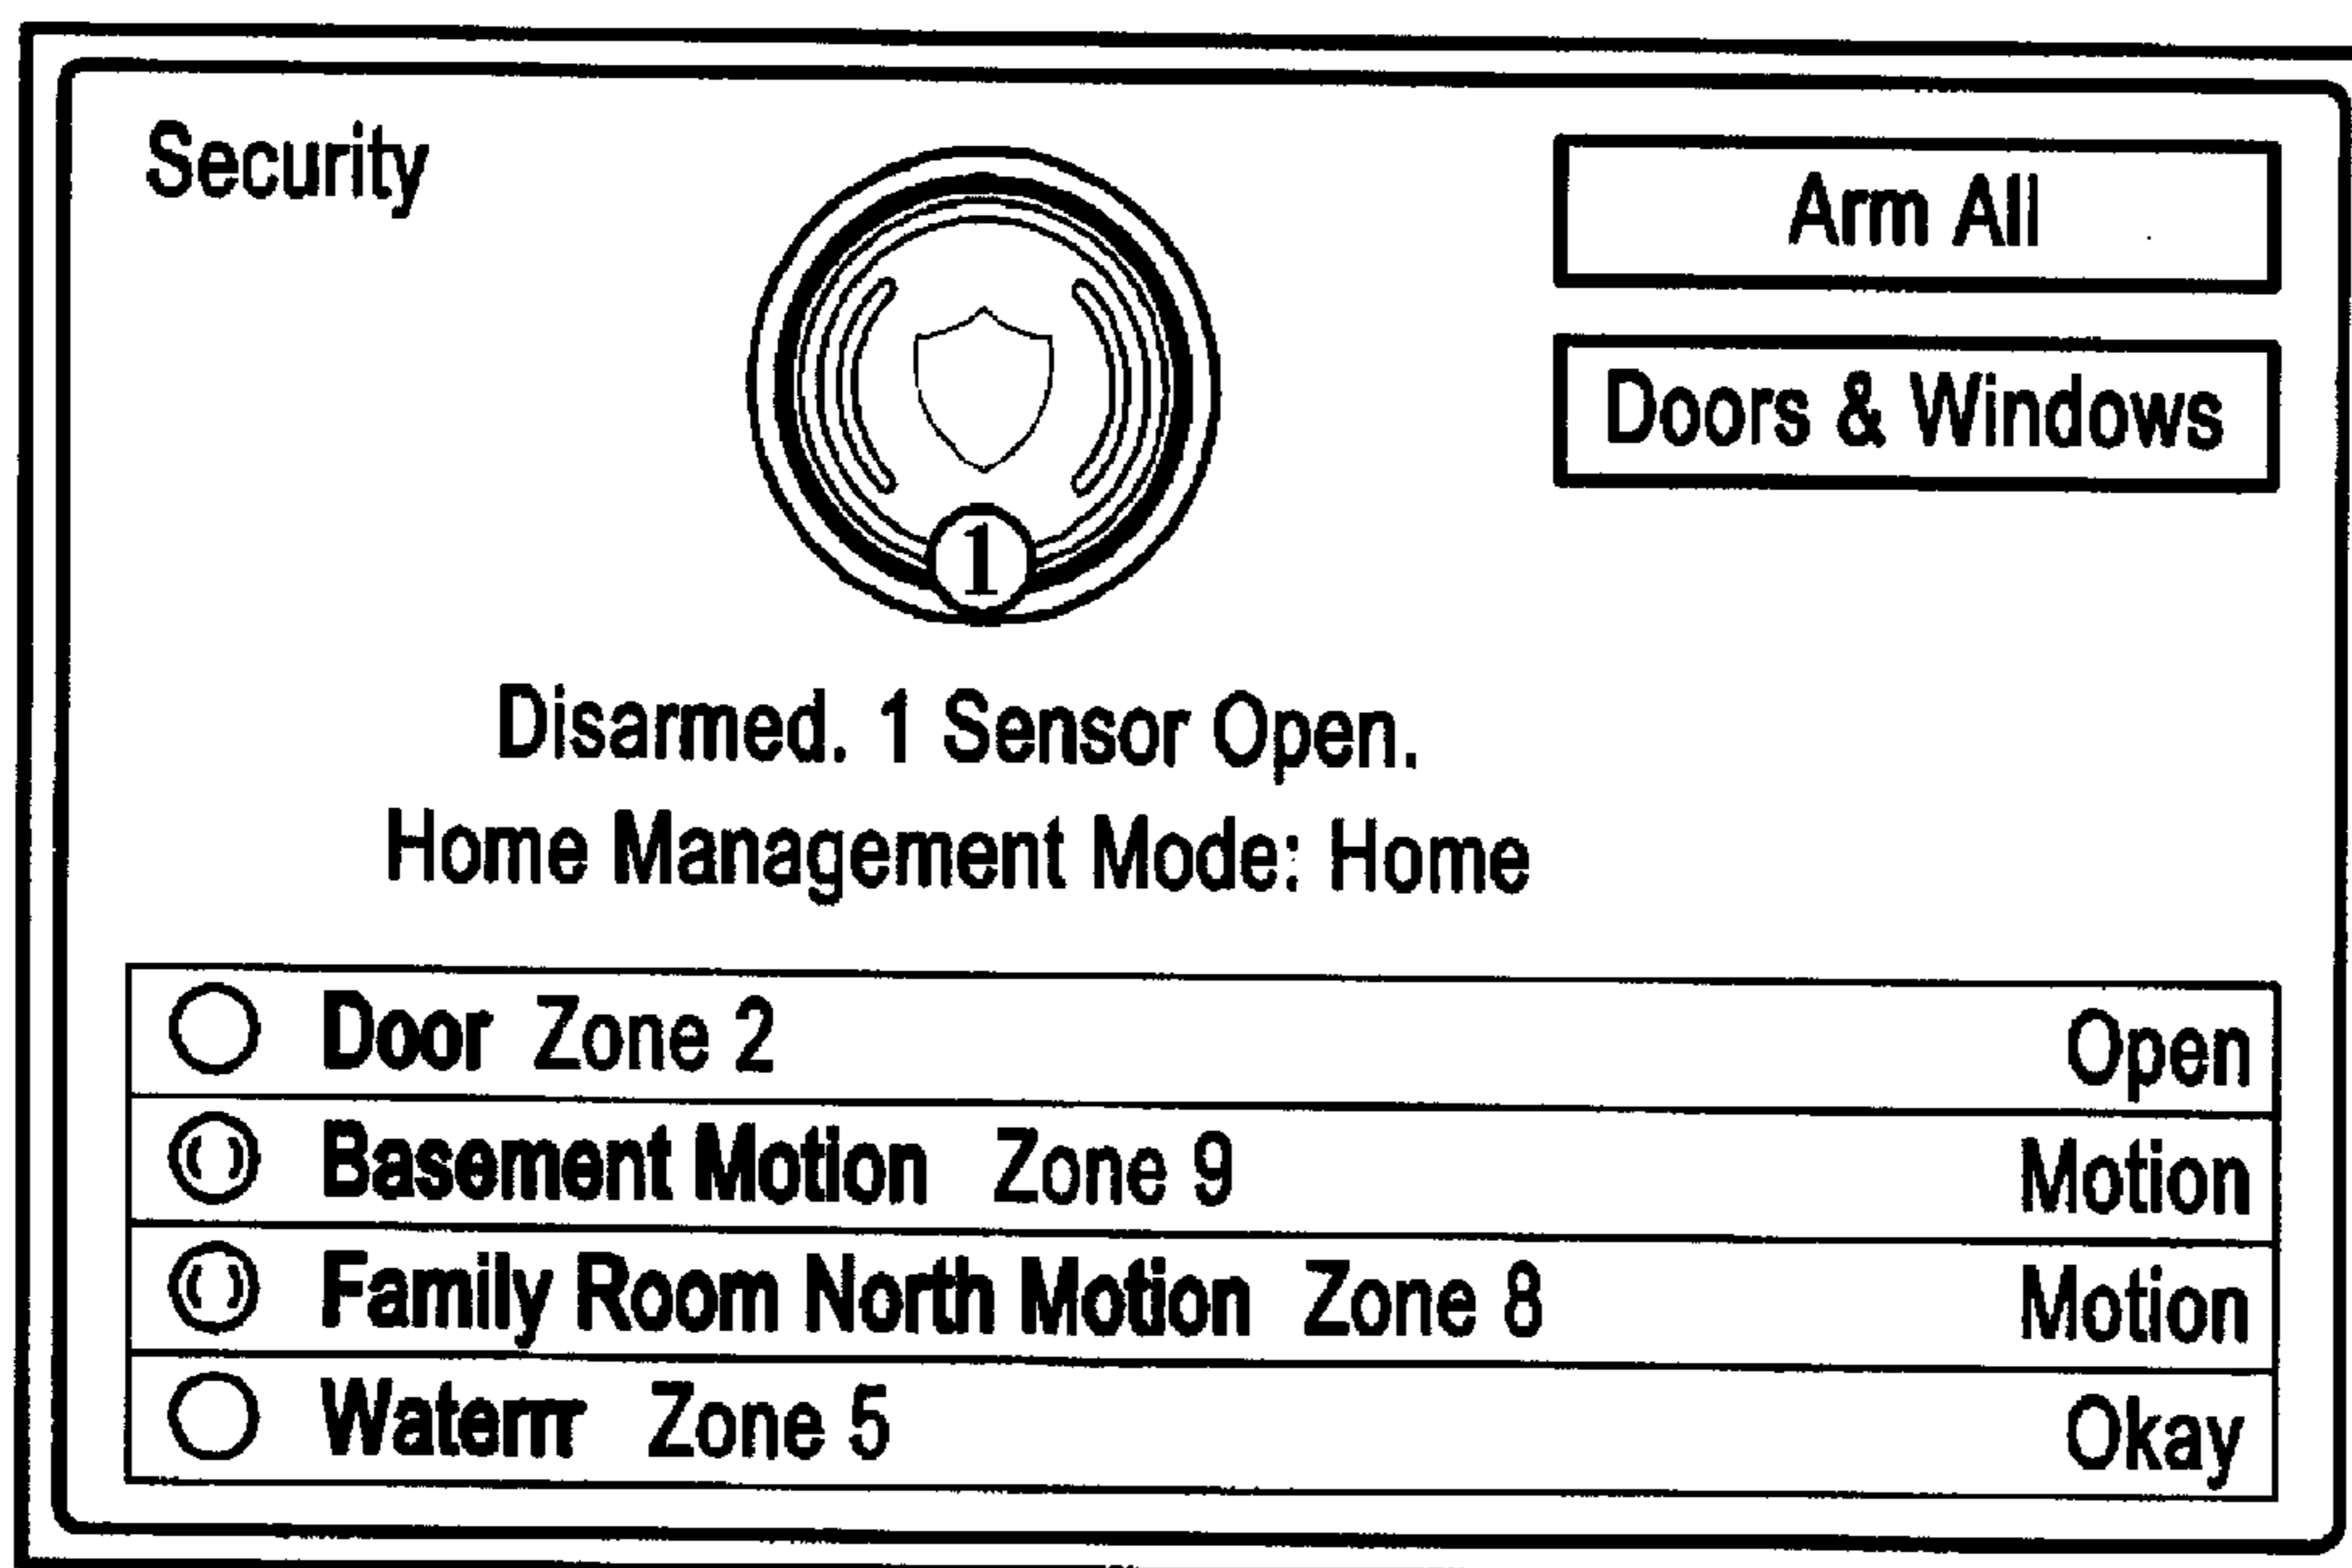 Security
Arm All
Doors & Windows
1
Disarmed. 1 Sensor Open.
Home Management Mode: Home
Door Zone 2 Open
Basement Motion Zone 9 Motion
Family Room North Motion Zone 8 Motion
Waterrr Zone 5 Okay